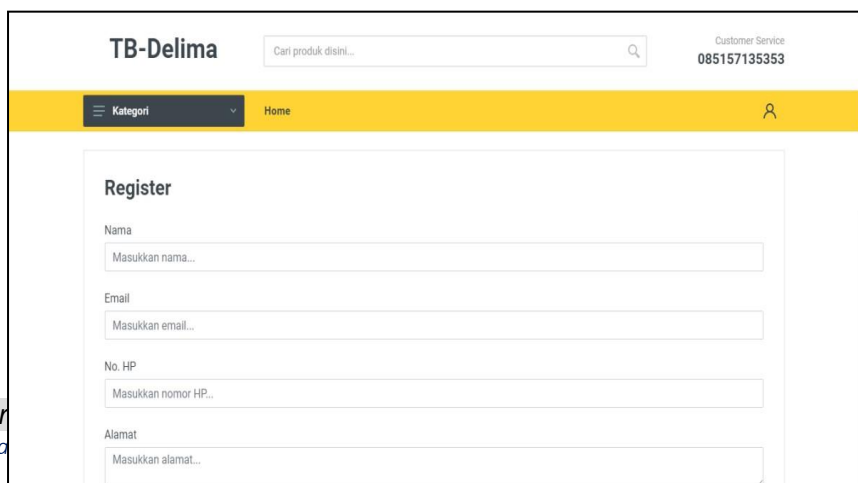 TB-Delima
Cari produk disini...
Customer Service
085157135353
Kategori
Home
Register
Nama
Masukkan nama...
Email
Masukkan email...
No. HP
Masukkan nomor HP...
Alamat
Masukkan alamat...